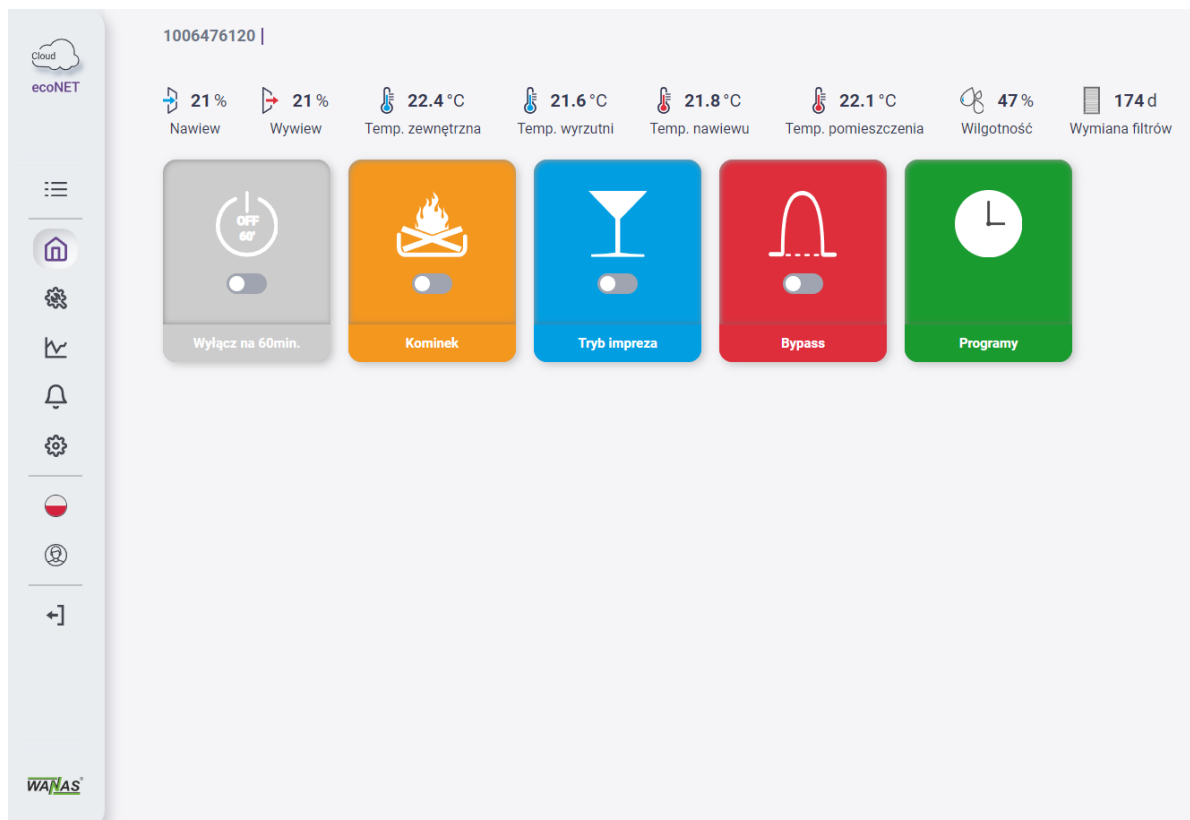 Cloud
ecoNET
1006476120 |
21 %
Nawiew
21 %
Wywiew
22.4 °C
Temp. zewnętrzna
21.6 °C
Temp. wyrzutni
21.8 °C
Temp. nawiewu
22.1 °C
Temp. pomieszczenia
47 %
Wilgotność
174 d
Wymiana filtrów
OFF
60'
Wyłącz na 60min.
Kominek
Tryb impreza
Bypass
Programy
WANAS